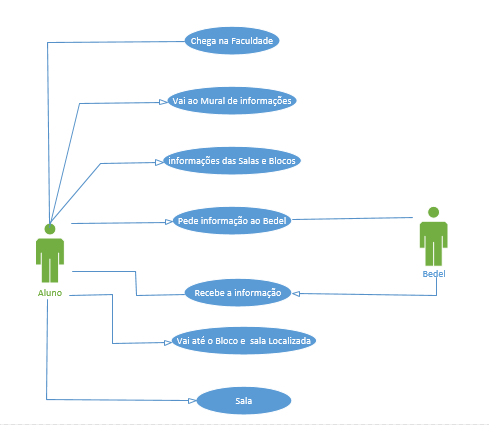 Chega na Faculdade
Vai ao Mural de informações
informações das Salas e Blocos
Pede informação ao Bedel
Bedel
Aluno
Recebe a informação
Vai até o Bloco e sala Localizada
Sala